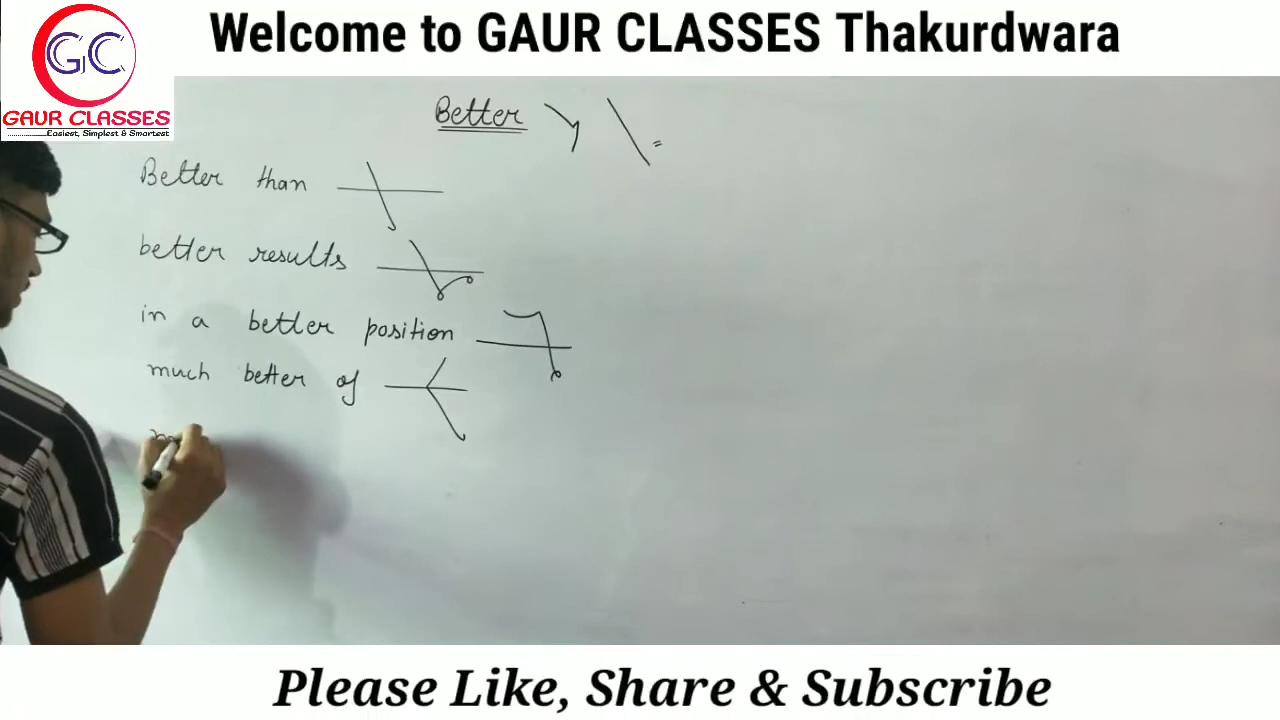 Welcome to GAUR CLASSES Thakurdwara
GC
GAUR CLASSES
Easiest, Simplest & Smartest
Better
Better than
better results
in a better position
much better of
Please Like, Share & Subscribe